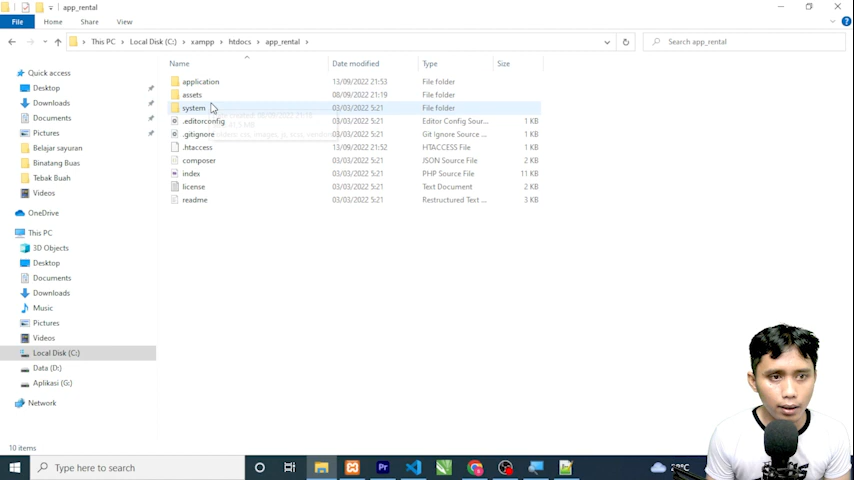 app_rental
File
Home
Share
View
This PC
Local Disk (C:)
xampp
htdocs
app_rental
Search app_rental
Name
Date modified
Type
Size
Quick access
Desktop
Downloads
Documents
Pictures
Belajar sayuran
Binatang Buas
Tebak Buah
Videos
OneDrive
This PC
3D Objects
Desktop
Documents
Downloads
Music
Pictures
Videos
Local Disk (C:)
Data (D:)
Aplikasi (G:)
Network
application 13/09/2022 21:53 File folder
assets 08/09/2022 21:19 File folder
system 03/03/2022 5:21 File folder
.editorconfig 03/03/2022 5:21 Editor Config Sour... 1 KB
.gitignore 03/03/2022 5:21 Git Ignore Source ... 1 KB
.htaccess 13/09/2022 21:52 HTACCESS File 1 KB
composer 03/03/2022 5:21 JSON Source File 2 KB
index 03/03/2022 5:21 PHP Source File 11 KB
license 03/03/2022 5:21 Text Document 2 KB
readme 03/03/2022 5:21 Restructured Text ... 3 KB
10 items
Type here to search